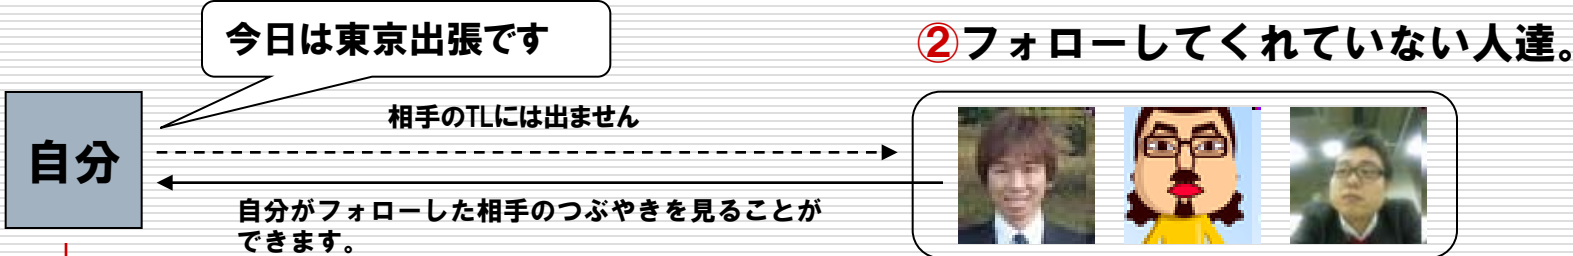 今日は東京出張です
②フォローしてくれていない人達。
相手のTLには出ません
自分
自分がフォローした相手のつぶやきを見ることが
できます。